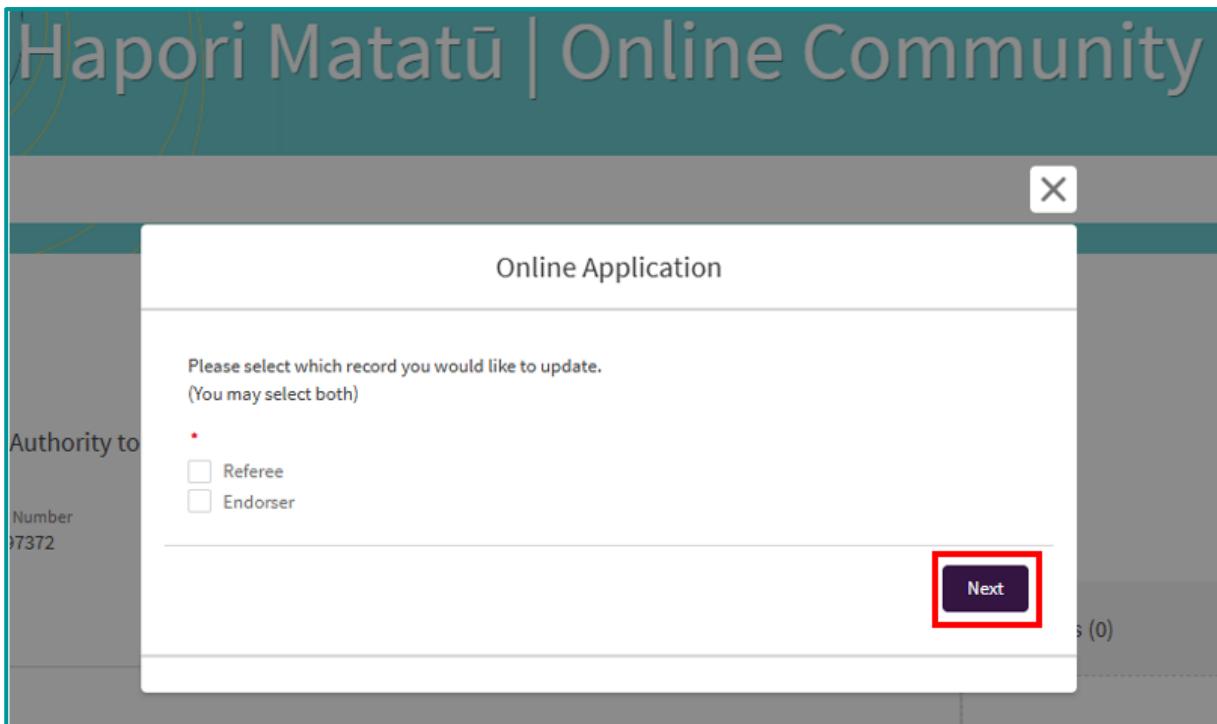 Hapori Matatū | Online Community
Online Application
Please select which record you would like to update.
(You may select both)
*
Referee
Endorser
Next
Authority to
Number
97372
(0)